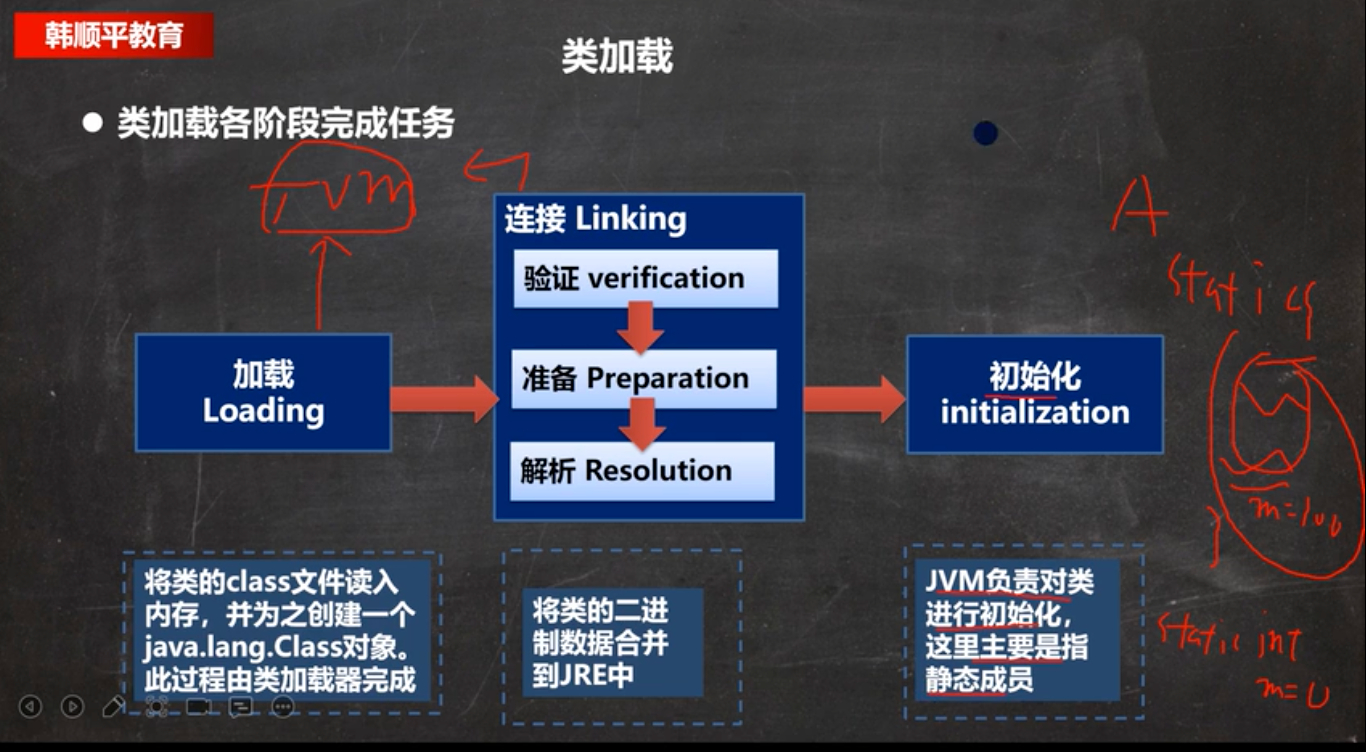 韩顺平教育
类加载
● 类加载各阶段完成任务
JVM
连接 Linking
验证 verification
准备 Preparation
解析 Resolution
加载
Loading
初始化
initialization
A
static {
m=100
}
static int
m=0
将类的class文件读入
内存，并为之创建一个
java.lang.Class对象。
此过程由类加载器完成
将类的二进
制数据合并
到JRE中
JVM负责对类
进行初始化，
这里主要是指
静态成员